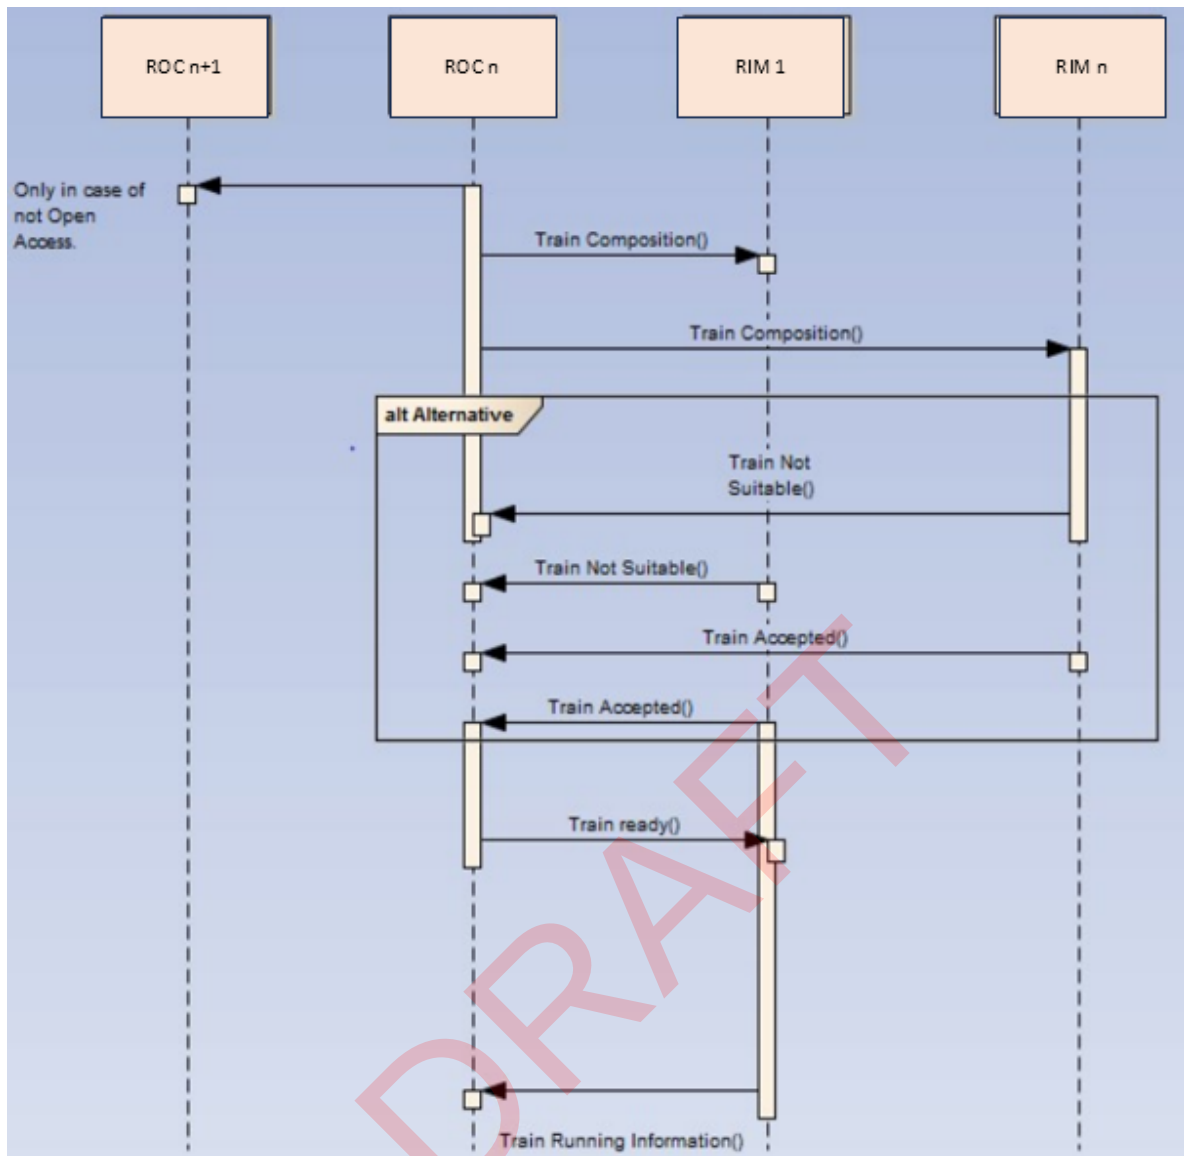 ROC n+1
ROC n
RIM 1
RIM n
Only in case of
not Open
Access.
Train Composition()
Train Composition()
alt Alternative
Train Not
Suitable()
Train Not Suitable()
Train Accepted()
Train Accepted()
Train ready()
Train Running Information()
DRAFT